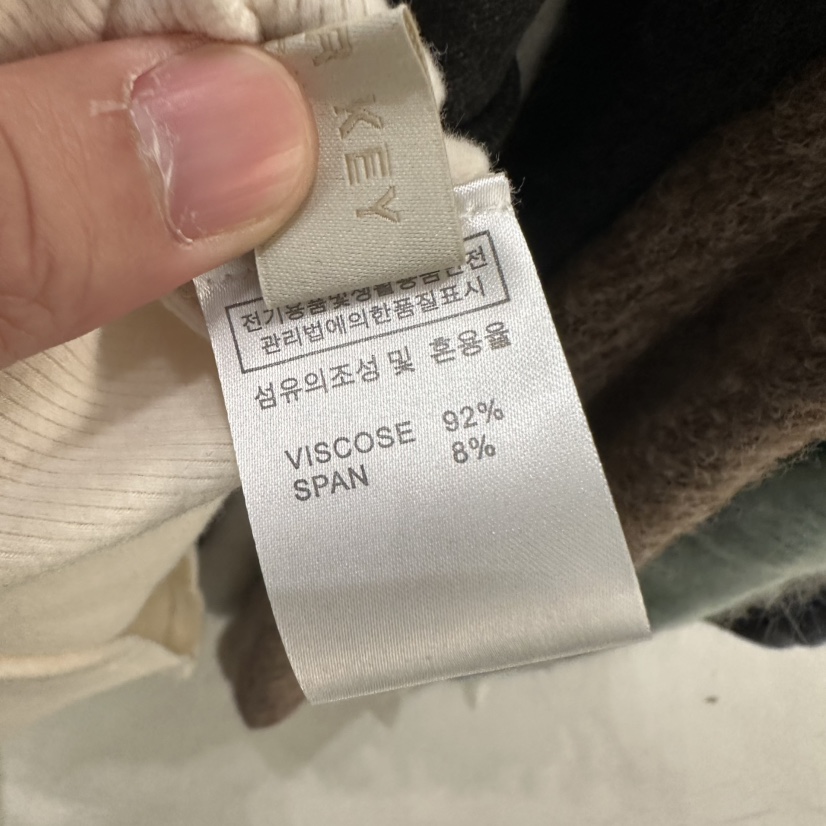 KEY
전기용품및생활용품안전
관리법에의한품질표시
섬유의조성 및 혼용율
VISCOSE 92%
SPAN 8%